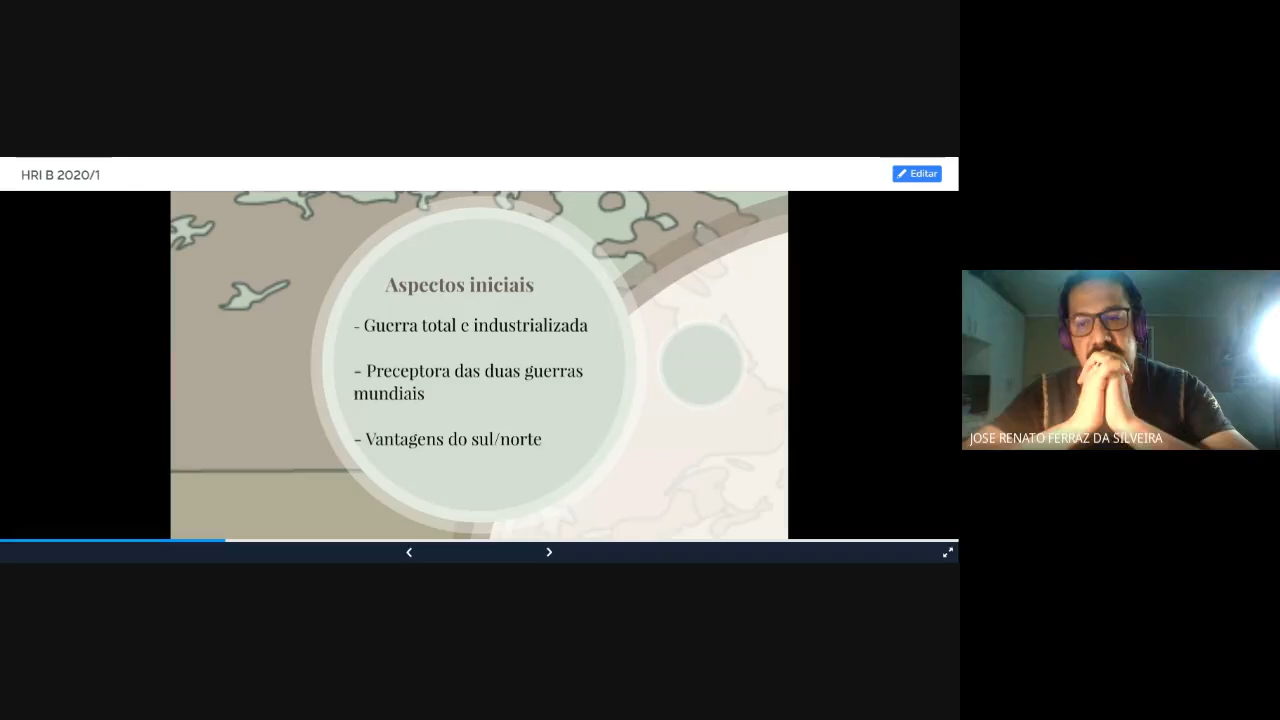 HRI B 2020/1
Editar
Aspectos iniciais
- Guerra total e industrializada
- Preceptora das duas guerras
mundiais
- Vantagens do sul/norte
JOSE RENATO FERRAZ DA SILVEIRA